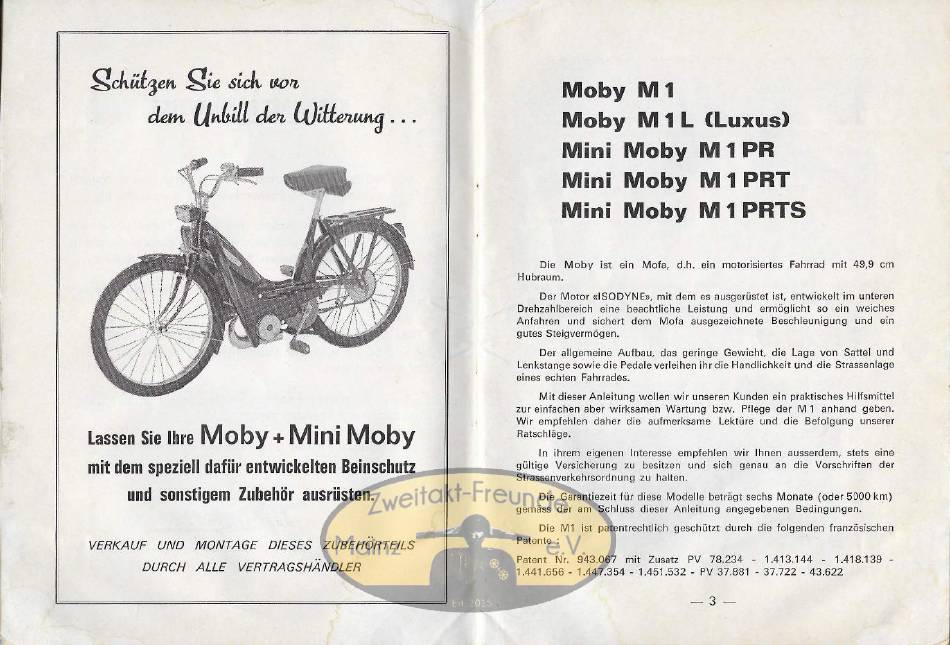 Schützen Sie sich vor
dem Unbill der Witterung...
Lassen Sie Ihre Moby + Mini Moby
mit dem speziell dafür entwickelten Beinschutz
und sonstigem Zubehör ausrüsten.
VERKAUF UND MONTAGE DIESES ZUBEHÖRTEILS
DURCH ALLE VERTRAGSHÄNDLER
Moby M1
Moby M1L (Luxus)
Mini Moby M1PR
Mini Moby M1PRT
Mini Moby M1PRTS
Die Moby ist ein Mofa, d.h. ein motorisiertes Fahrrad mit 49,9 cm
Hubraum.
Der Motor «ISODYNE», mit dem es ausgerüstet ist, entwickelt im unteren
Drehzahlbereich eine beachtliche Leistung und ermöglicht so ein weiches
Anfahren und sichert dem Mofa ausgezeichnete Beschleunigung und ein
gutes Steigvermögen.
Der allgemeine Aufbau, das geringe Gewicht, die Lage von Sattel und
Lenkstange sowie die Pedale verleihen ihr die Handlichkeit und die Strassenlage
eines echten Fahrrades.
Mit dieser Anleitung wollen wir unseren Kunden ein praktisches Hilfsmittel
zur einfachen aber wirksamen Wartung bzw. Pflege der M1 anhand geben.
Wir empfehlen daher die aufmerksame Lektüre und die Befolgung unserer
Ratschläge.
In ihrem eigenen Interesse empfehlen wir Ihnen ausserdem, stets eine
gültige Versicherung zu besitzen und sich genau an die Vorschriften der
Strassenverkehrsordnung zu halten.
Die Garantiezeit für diese Modelle beträgt sechs Monate (oder 5000 km)
gemäss der am Schluss dieser Anleitung angegebenen Bedingungen.
Die M1 ist patentrechtlich geschützt durch die folgenden französischen
Patente :
Patent Nr. 943.067 mit Zusatz PV 78.234 - 1.413.144 - 1.418.139 -
1.441.656 - 1.447.354 - 1.451.532 - PV 37.881 - 37.722 - 43.622
— 3 —
Zweitakt-Freunde
Mainz e.V.
Est. 2015